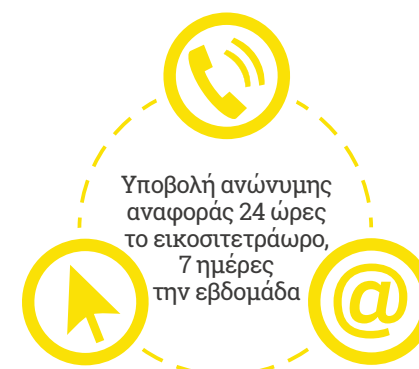 Υποβολή ανώνυμης
αναφοράς 24 ώρες
το εικοσιτετράωρο,
7 ημέρες
την εβδομάδα
@